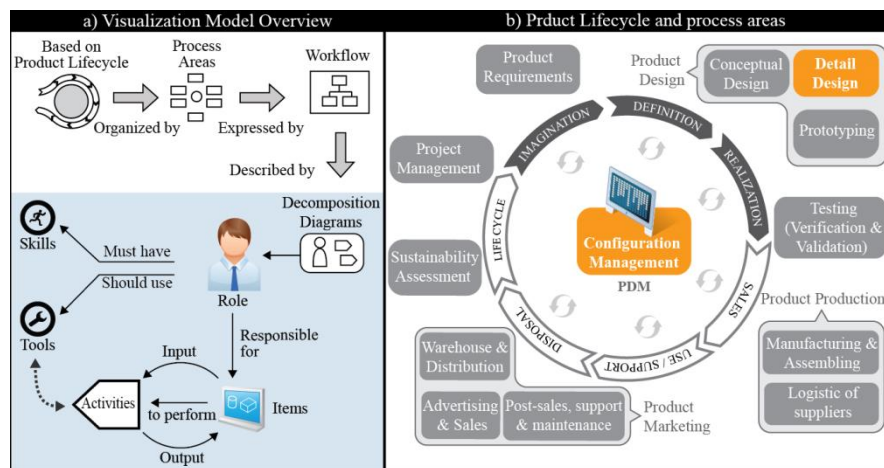 a) Visualization Model Overview
Based on
Product Lifecycle
Process
Areas
Workflow
Organized by
Expressed by
Described by
Decomposition
Diagrams
Skills
Must have
Should use
Tools
Role
Responsible
for
Input
Activities
to perform
Items
Output
b) Prduct Lifecycle and process areas
Product
Requirements
Product
Design
Conceptual
Design
Detail
Design
Prototyping
Project
Management
IMAGINATION
DEFINITION
REALIZATION
SALES
USE / SUPPORT
DISPOSAL
LIFE CYCLE
Configuration
Management
PDM
Testing
(Verification &
Validation)
Sustainability
Assessment
Product Production
Manufacturing &
Assembling
Logistic of
suppliers
Warehouse &
Distribution
Advertising
& Sales
Post-sales, support
& maintenance
Product
Marketing